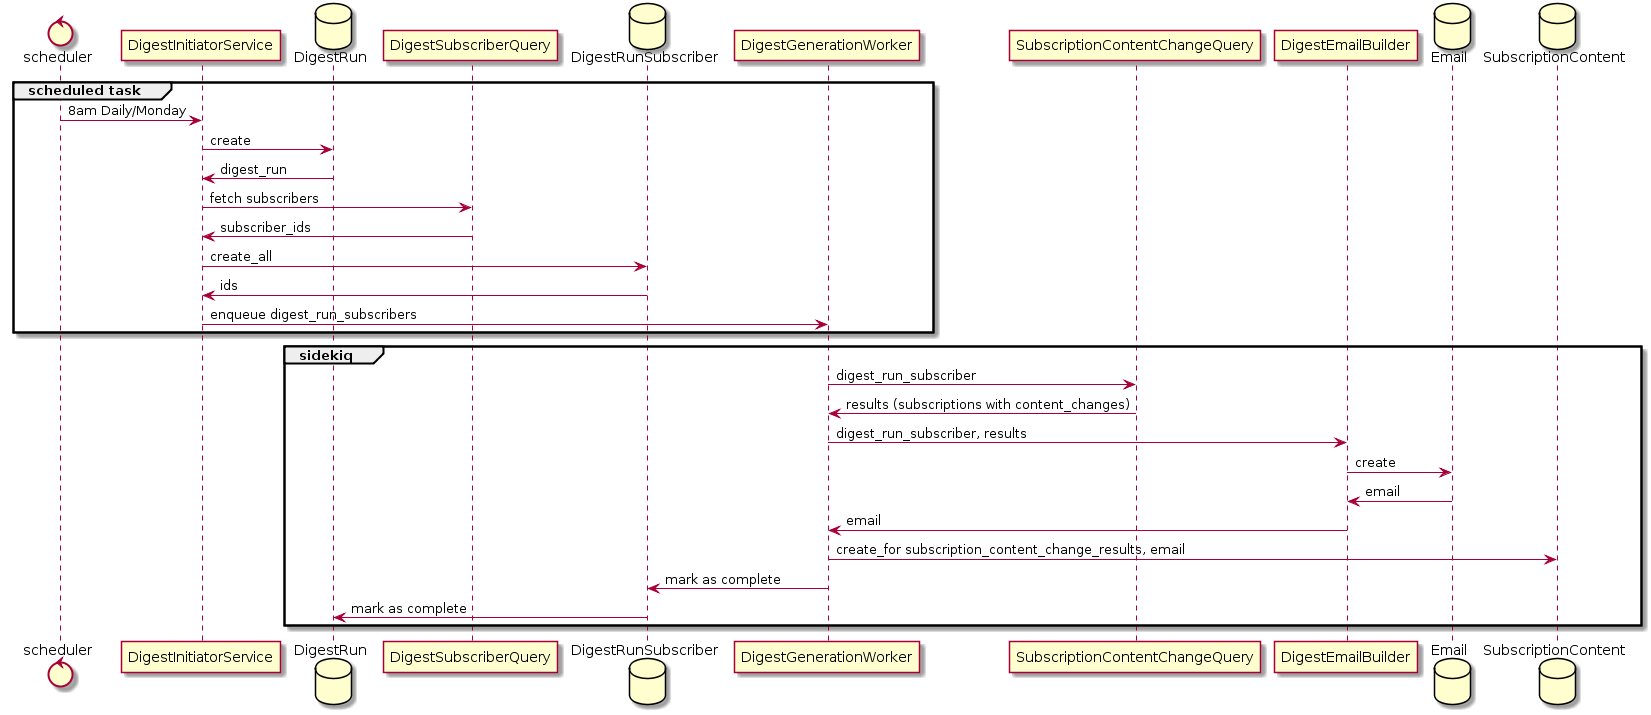 scheduler
DigestInitiatorService
DigestRun
DigestSubscriberQuery
DigestRunSubscriber
DigestGenerationWorker
SubscriptionContentChangeQuery
DigestEmailBuilder
Email
SubscriptionContent
scheduled task
8am Daily/Monday
create
digest_run
fetch subscribers
subscriber_ids
create_all
ids
enqueue digest_run_subscribers
sidekiq
digest_run_subscriber
results (subscriptions with content_changes)
digest_run_subscriber, results
create
email
email
create_for subscription_content_change_results, email
mark as complete
mark as complete
scheduler
DigestInitiatorService
DigestRun
DigestSubscriberQuery
DigestRunSubscriber
DigestGenerationWorker
SubscriptionContentChangeQuery
DigestEmailBuilder
Email
SubscriptionContent